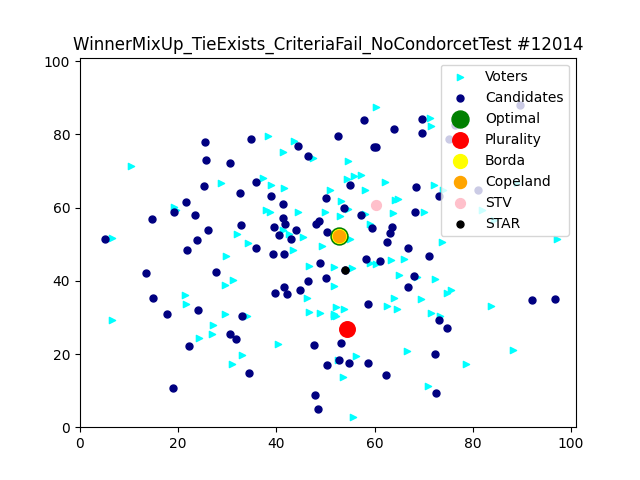 WinnerMixUp_TieExists_CriteriaFail_NoCondorcetTest #12014
Voters
Candidates
Optimal
Plurality
Borda
Copeland
STV
STAR
100
80
60
40
20
0
0 20 40 60 80 100